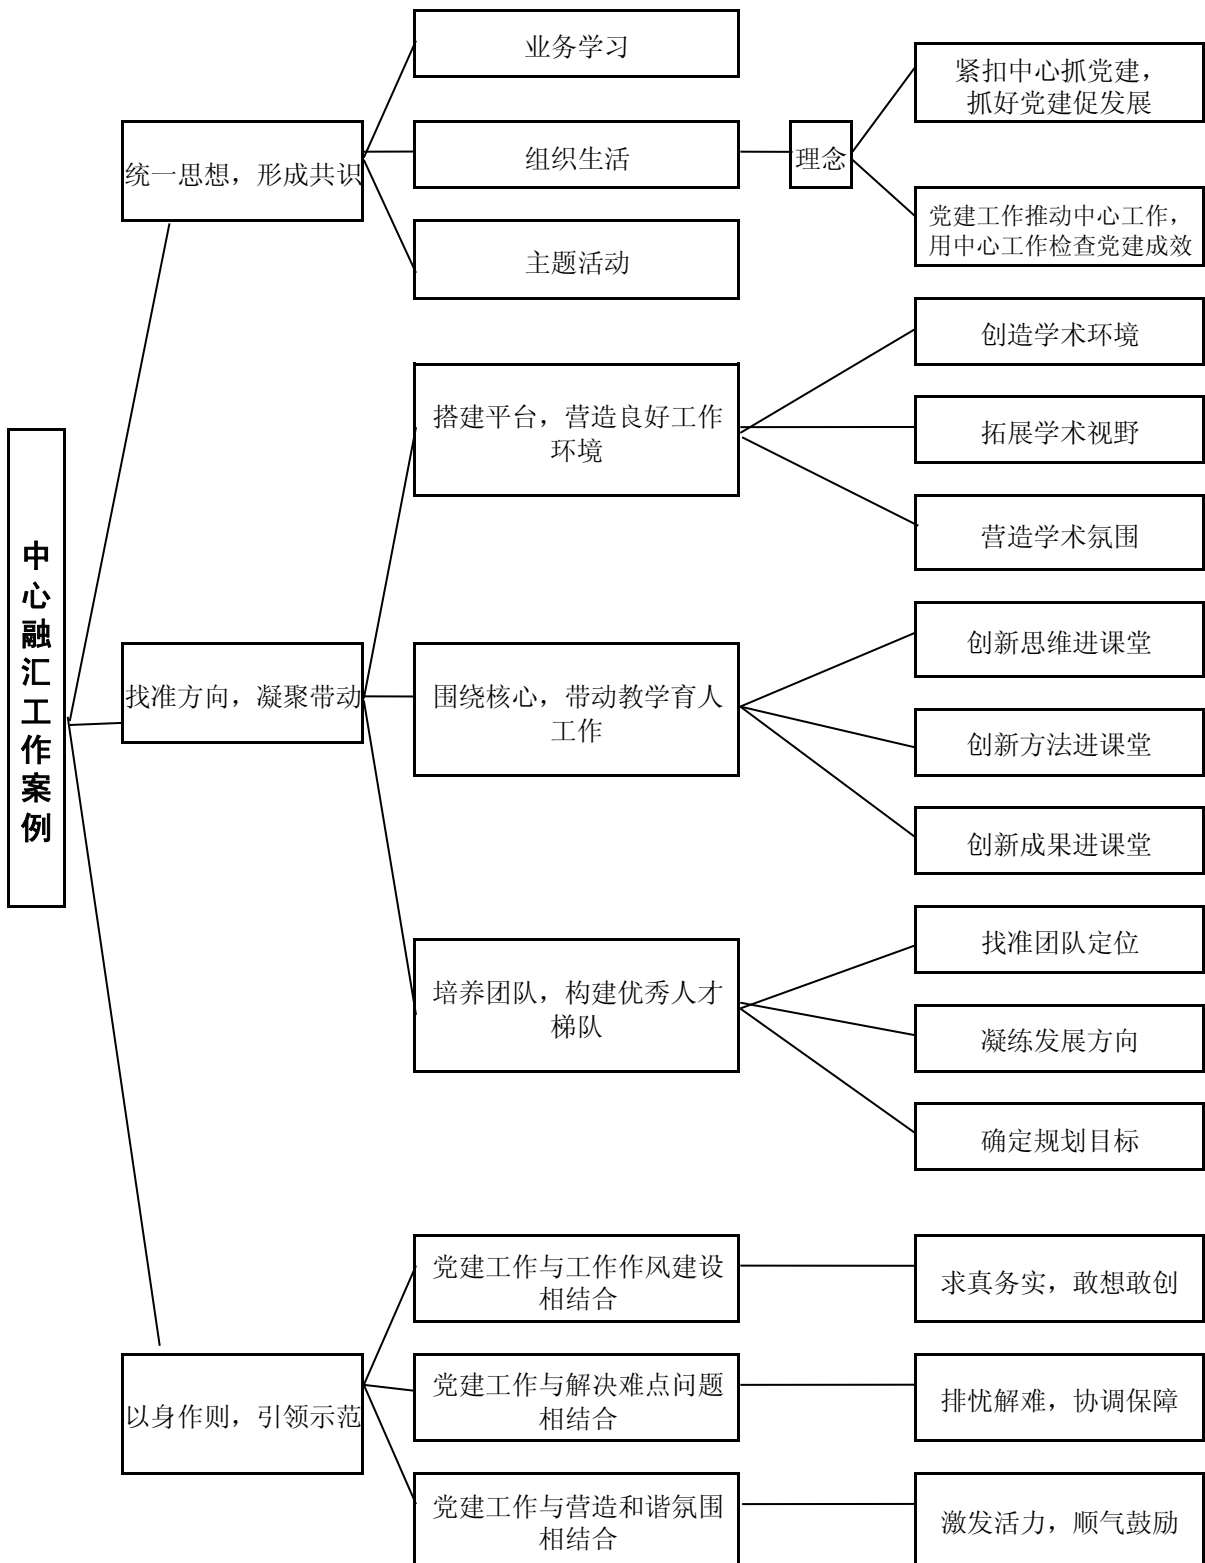 中心融汇工作案例
统一思想，形成共识
业务学习
组织生活
主题活动
理念
紧扣中心抓党建，
抓好党建促发展
党建工作推动中心工作，
用中心工作检查党建成效
找准方向，凝聚带动
搭建平台，营造良好工作
环境
创造学术环境
拓展学术视野
营造学术氛围
围绕核心，带动教学育人
工作
创新思维进课堂
创新方法进课堂
创新成果进课堂
培养团队，构建优秀人才
梯队
找准团队定位
凝练发展方向
确定规划目标
以身作则，引领示范
党建工作与工作作风建设
相结合
求真务实，敢想敢创
党建工作与解决难点问题
相结合
排忧解难，协调保障
党建工作与营造和谐氛围
相结合
激发活力，顺气鼓励